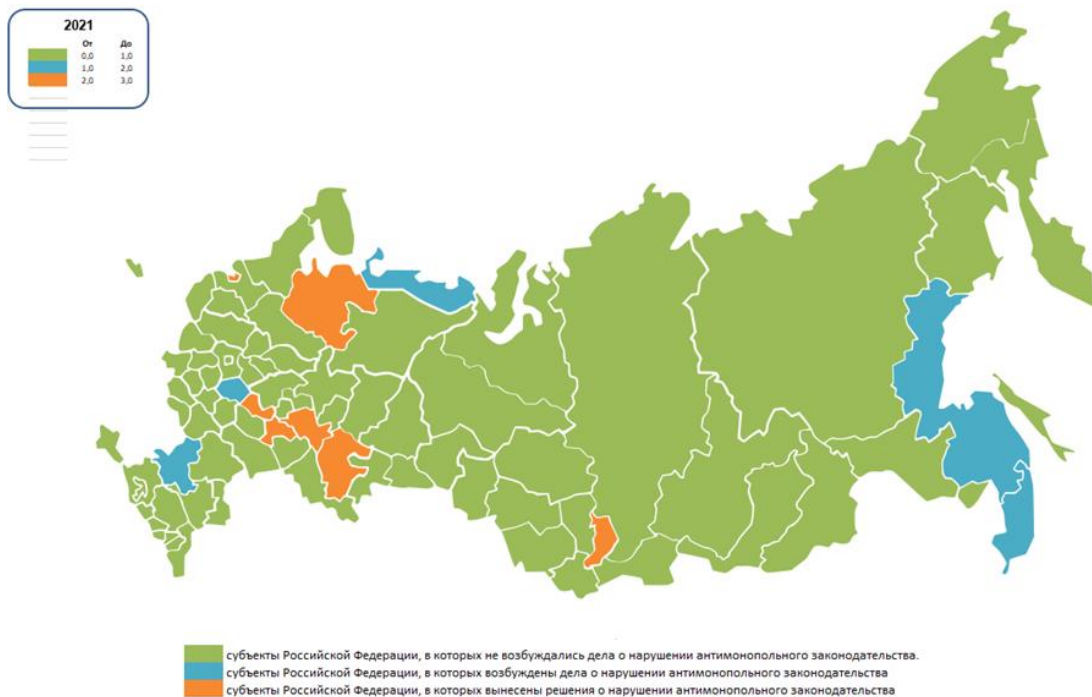 2021
От До
0,0 1,0
1,0 2,0
2,0 3,0
субъекты Российской Федерации, в которых не возбуждались дела о нарушении антимонопольного законодательства.
субъекты Российской Федерации, в которых возбуждены дела о нарушении антимонопольного законодательства
субъекты Российской Федерации, в которых вынесены решения о нарушении антимонопольного законодательства